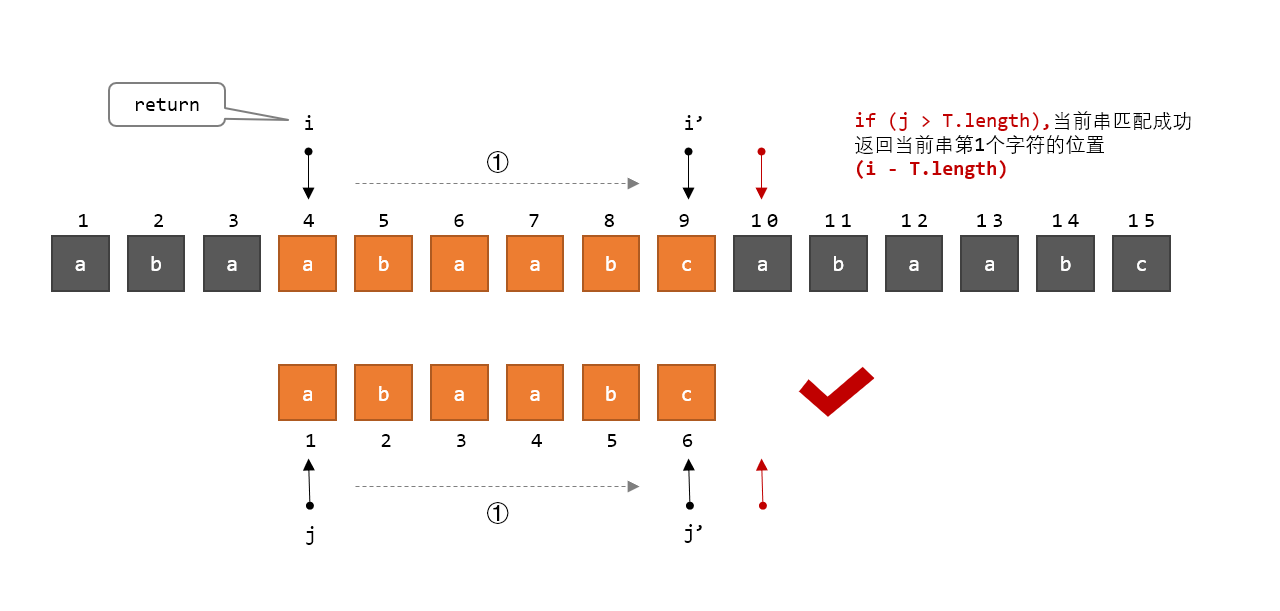 return
i
i’
if (j > T.length),当前串匹配成功
返回当前串第1个字符的位置
(i - T.length)
①
1 2 3 4 5 6 7 8 9 10 11 12 13 14 15
a b a a b a a b c a b a a b c
a b a a b c
1 2 3 4 5 6
①
j
j’